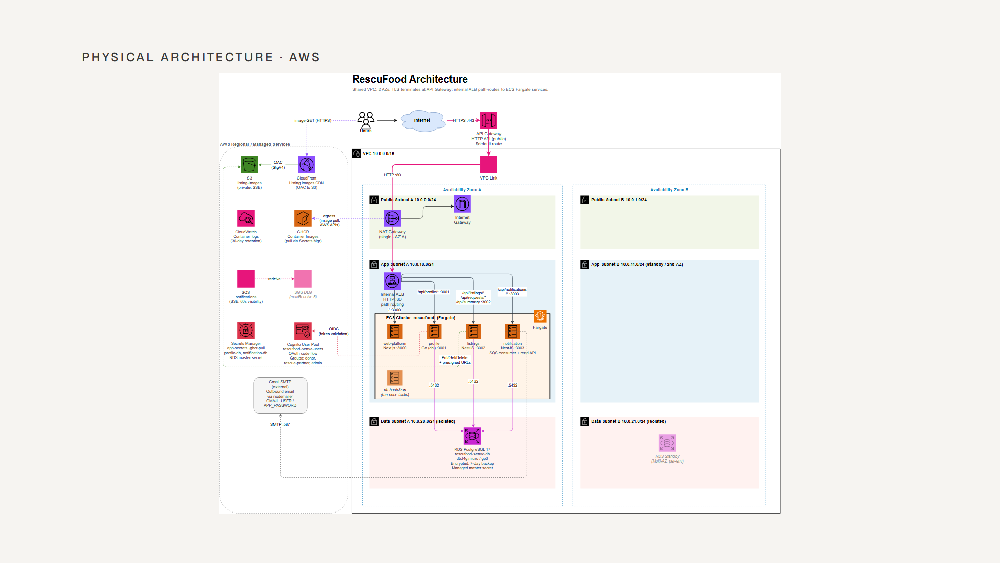 PHYSICAL ARCHITECTURE · AWS
RescuFood Architecture
Shared VPC, 2 AZs. TLS terminates at API Gateway; internal ALB path-routes to ECS Fargate services.
image GET (HTTPS)
Users
Internet
HTTPS :443
API Gateway
HTTP API (public)
$default route
AWS Regional / Managed Services
S3
listing-images
(private, SSE)
OAC
(SigV4)
CloudFront
Listing images CDN
(OAC to S3)
CloudWatch
Container logs
(30-day retention)
GHCR
Container Images
(pull via Secrets Mgr)
egress
(image pull,
AWS APIs)
SQS
notifications
(SSE, 60s visibility)
redrive
SQS DLQ
(maxReceive 5)
Secrets Manager
app-secrets, ghcr-pull
profile-db, notification-db
RDS master secret
Cognito User Pool
rescufood-<env>-users
OAuth code flow
Groups: donor,
rescue-partner, admin
OIDC
(token validation)
Gmail SMTP
(external)
Outbound email
via nodemailer
GMAIL_USER /
APP_PASSWORD
SMTP :587
VPC 10.0.0.0/16
VPC Link
HTTP :80
Availability Zone A
Public Subnet A 10.0.0.0/24
NAT Gateway
(single - AZ A)
Internet
Gateway
App Subnet A 10.0.10.0/24
Internal ALB
HTTP :80
path routing
/ :3000
/api/profile/* :3001
/api/listings/*
/api/requests/*
/api/summary :3002
/api/notifications
/* :3003
ECS Cluster: rescufood- (Fargate)
Fargate
web-platform
Next.js :3000
profile
Go (chi) :3001
listings
NestJS :3002
notification
NestJS :3003
SQS consumer + read API
Put/Get/Delete
+ presigned URLs
db-bootstrap
(run-once tasks)
:5432
:5432
:5432
Data Subnet A 10.0.20.0/24 (isolated)
RDS PostgreSQL 17
rescufood-<env>-db
db.t4g.micro / gp3
Encrypted, 7-day backup
Managed master secret
Availability Zone B
Public Subnet B 10.0.1.0/24
App Subnet B 10.0.11.0/24 (standby / 2nd AZ)
Data Subnet B 10.0.21.0/24 (isolated)
RDS Standby
(Multi-AZ: per-env)